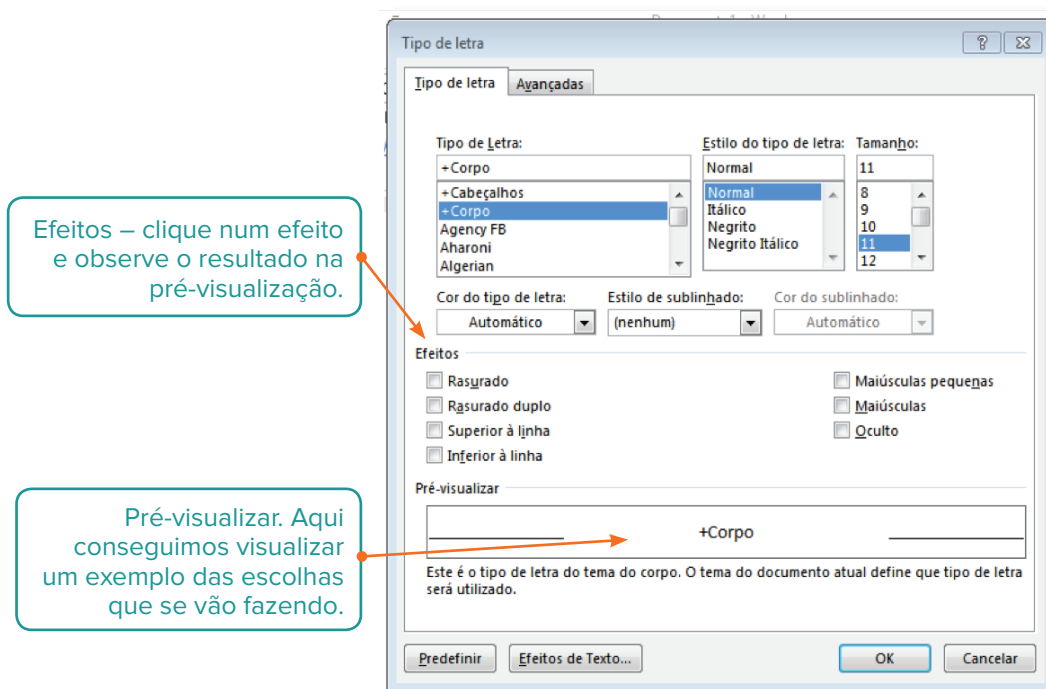 Tipo de letra
Tipo de letra Avançadas
Tipo de Letra: Estilo do tipo de letra: Tamanho:
+Corpo Normal 11
+Cabeçalhos Normal 8
+Corpo Itálico 9
Agency FB Negrito 10
Aharoni Negrito Itálico 11
Algerian 12
Efeitos – clique num efeito
e observe o resultado na
pré-visualização.
Cor do tipo de letra: Estilo de sublinhado: Cor do sublinhado:
Automático (nenhum) Automático
Efeitos
Rasurado Maiúsculas pequenas
Rasurado duplo Maiúsculas
Superior à linha Oculto
Inferior à linha
Pré-visualizar
Pré-visualizar. Aqui
conseguimos visualizar
um exemplo das escolhas
que se vão fazendo.
+Corpo
Este é o tipo de letra do tema do corpo. O tema do documento atual define que tipo de letra
será utilizado.
Predefinir Efeitos de Texto... OK Cancelar